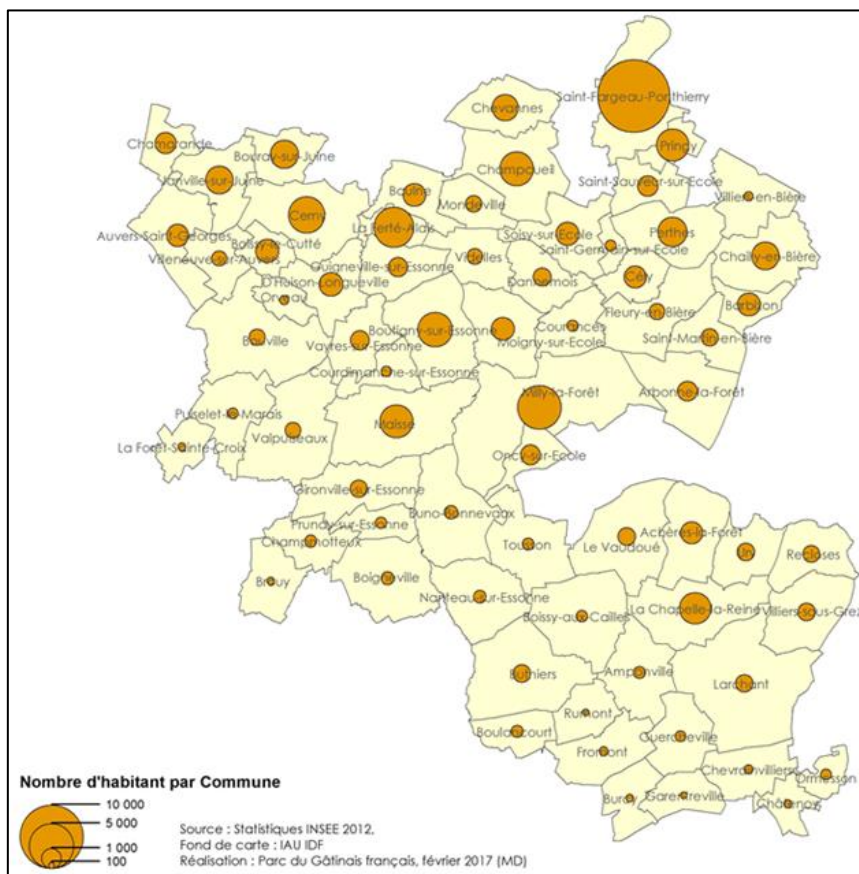 Saint-Fargeau-Ponthierry
Chevannes
Chamarande
Pringy
Bouray-sur-Juine
Janville-sur-Juine
Champcueil
Saint-Sauveur-sur-Ecole
Villiers-en-Bière
Baulne
Mondeville
Cerny
La Ferté-Alais
Soisy-sur-Ecole
Perthes
Auvers-Saint-Georges
Boissy-le-Cutté
Saint-Germain-sur-Ecole
Villeneuve-sur-Auvers
Videlles
Chailly-en-Bière
Guigneville-sur-Essonne
Dannemois
Cély
D'Huison-Longueville
Orveau
Barbizon
Fleury-en-Bière
Boutigny-sur-Essonne
Courances
Bouville
Vayres-sur-Essonne
Moigny-sur-Ecole
Saint-Martin-en-Bière
Courdimanche-sur-Essonne
Milly-la-Forêt
Arbonne-la-Forêt
Puiselet-le-Marais
Maisse
Valpuiseaux
La Forêt-Sainte-Croix
Oncy-sur-Ecole
Gironville-sur-Essonne
Buno-Bonnevaux
Prunay-sur-Essonne
Champmotteux
Tousson
Le Vaudoué
Achères-la-Forêt
Ury
Recloses
Brouy
Boigneville
Nanteau-sur-Essonne
Boissy-aux-Cailles
La Chapelle-la-Reine
Villiers-sous-Grez
Buthiers
Amponville
Larchant
Rumont
Boulancourt
Fromont
Guercheville
Chevrainvilliers
Ormesson
Burcy
Garentreville
Châtenoy
Nombre d'habitant par Commune
10 000
5 000
1 000
100
Source : Statistiques INSEE 2012,
Fond de carte : IAU IDF
Réalisation : Parc du Gâtinais français, février 2017 (MD)